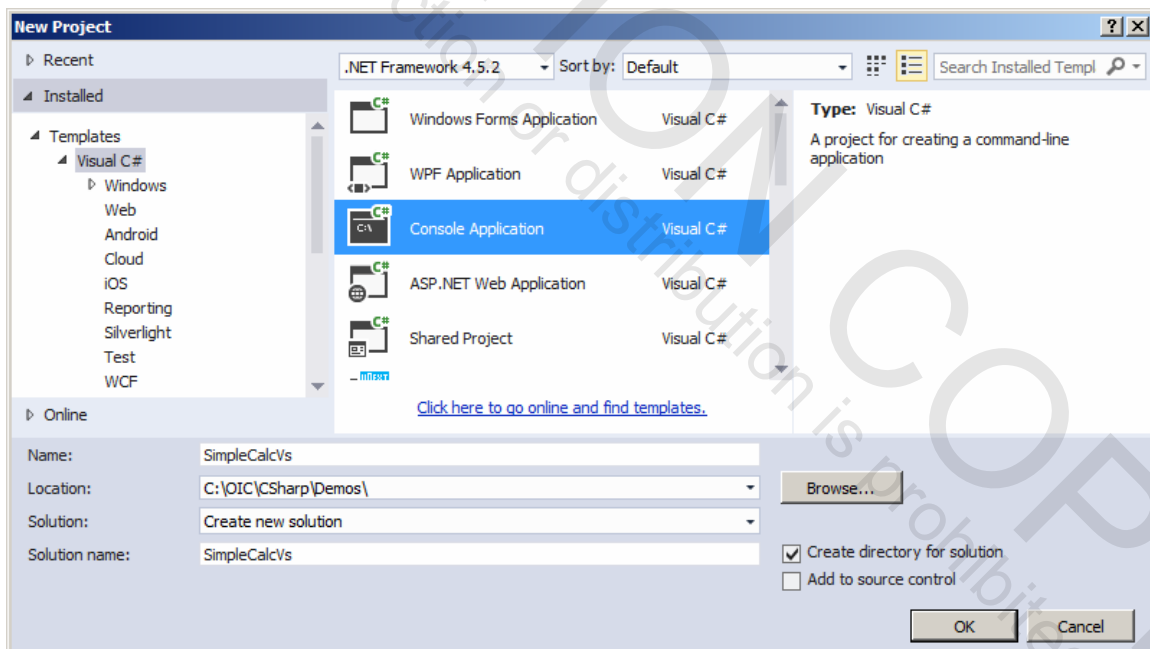 New Project
Recent
.NET Framework 4.5.2 Sort by: Default Search Installed Templ
Installed
Templates
Visual C#
Windows
Web
Android
Cloud
iOS
Reporting
Silverlight
Test
WCF
Online
Windows Forms Application Visual C#
WPF Application Visual C#
Console Application Visual C#
ASP.NET Web Application Visual C#
Shared Project Visual C#
Click here to go online and find templates.
Type: Visual C#
A project for creating a command-line
application
Name: SimpleCalcVs
Location: C:\OIC\CSharp\Demos\ Browse...
Solution: Create new solution
Solution name: SimpleCalcVs
Create directory for solution
Add to source control
OK Cancel